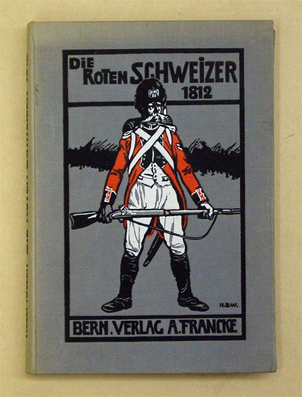 DIE
ROTEN SCHWEIZER
1812
H.B.W.
BERN. VERLAG A. FRANCKE.